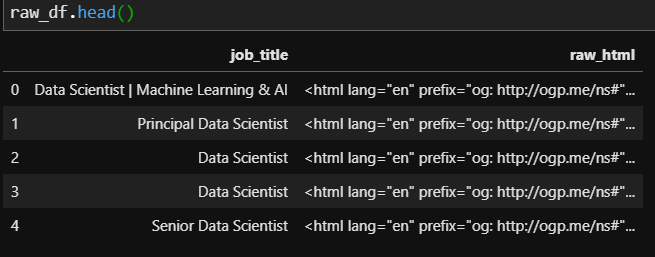 raw_df.head()
job_title raw_html
0 Data Scientist | Machine Learning & AI <html lang="en" prefix="og: http://ogp.me/ns#"...
1 Principal Data Scientist <html lang="en" prefix="og: http://ogp.me/ns#"...
2 Data Scientist <html lang="en" prefix="og: http://ogp.me/ns#"...
3 Data Scientist <html lang="en" prefix="og: http://ogp.me/ns#"...
4 Senior Data Scientist <html lang="en" prefix="og: http://ogp.me/ns#"...